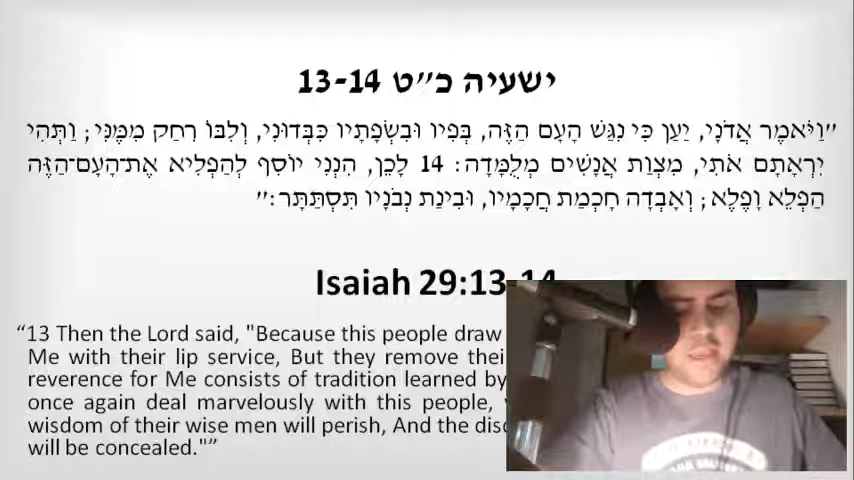 ישעיה כ״ט 13-14
״וַיֹּאמֶר אֲדֹנָי, יַעַן כִּי נִגַּשׁ הָעָם הַזֶּה, בְּפִיו וּבִשְׂפָתָיו כִּבְּדוּנִי, וְלִבּוֹ רִחַק מִמֶּנִּי; וַתְּהִי
יִרְאָתָם אֹתִי, מִצְוַת אֲנָשִׁים מְלֻמָּדָה: 14 לָכֵן, הִנְנִי יוֹסִף לְהַפְלִיא אֶת־הָעָם־הַזֶּה
הַפְלֵא וָפֶלֶא; וְאָבְדָה חָכְמַת חֲכָמָיו, וּבִינַת נְבֹנָיו תִּסְתַּתָּר:״
Isaiah 29:13-14
“13 Then the Lord said, "Because this people draw
Me with their lip service, But they remove
reverence for Me consists of tradition learned by
once again deal marvelously with this people,
wisdom of their wise men will perish, And the
will be concealed."”